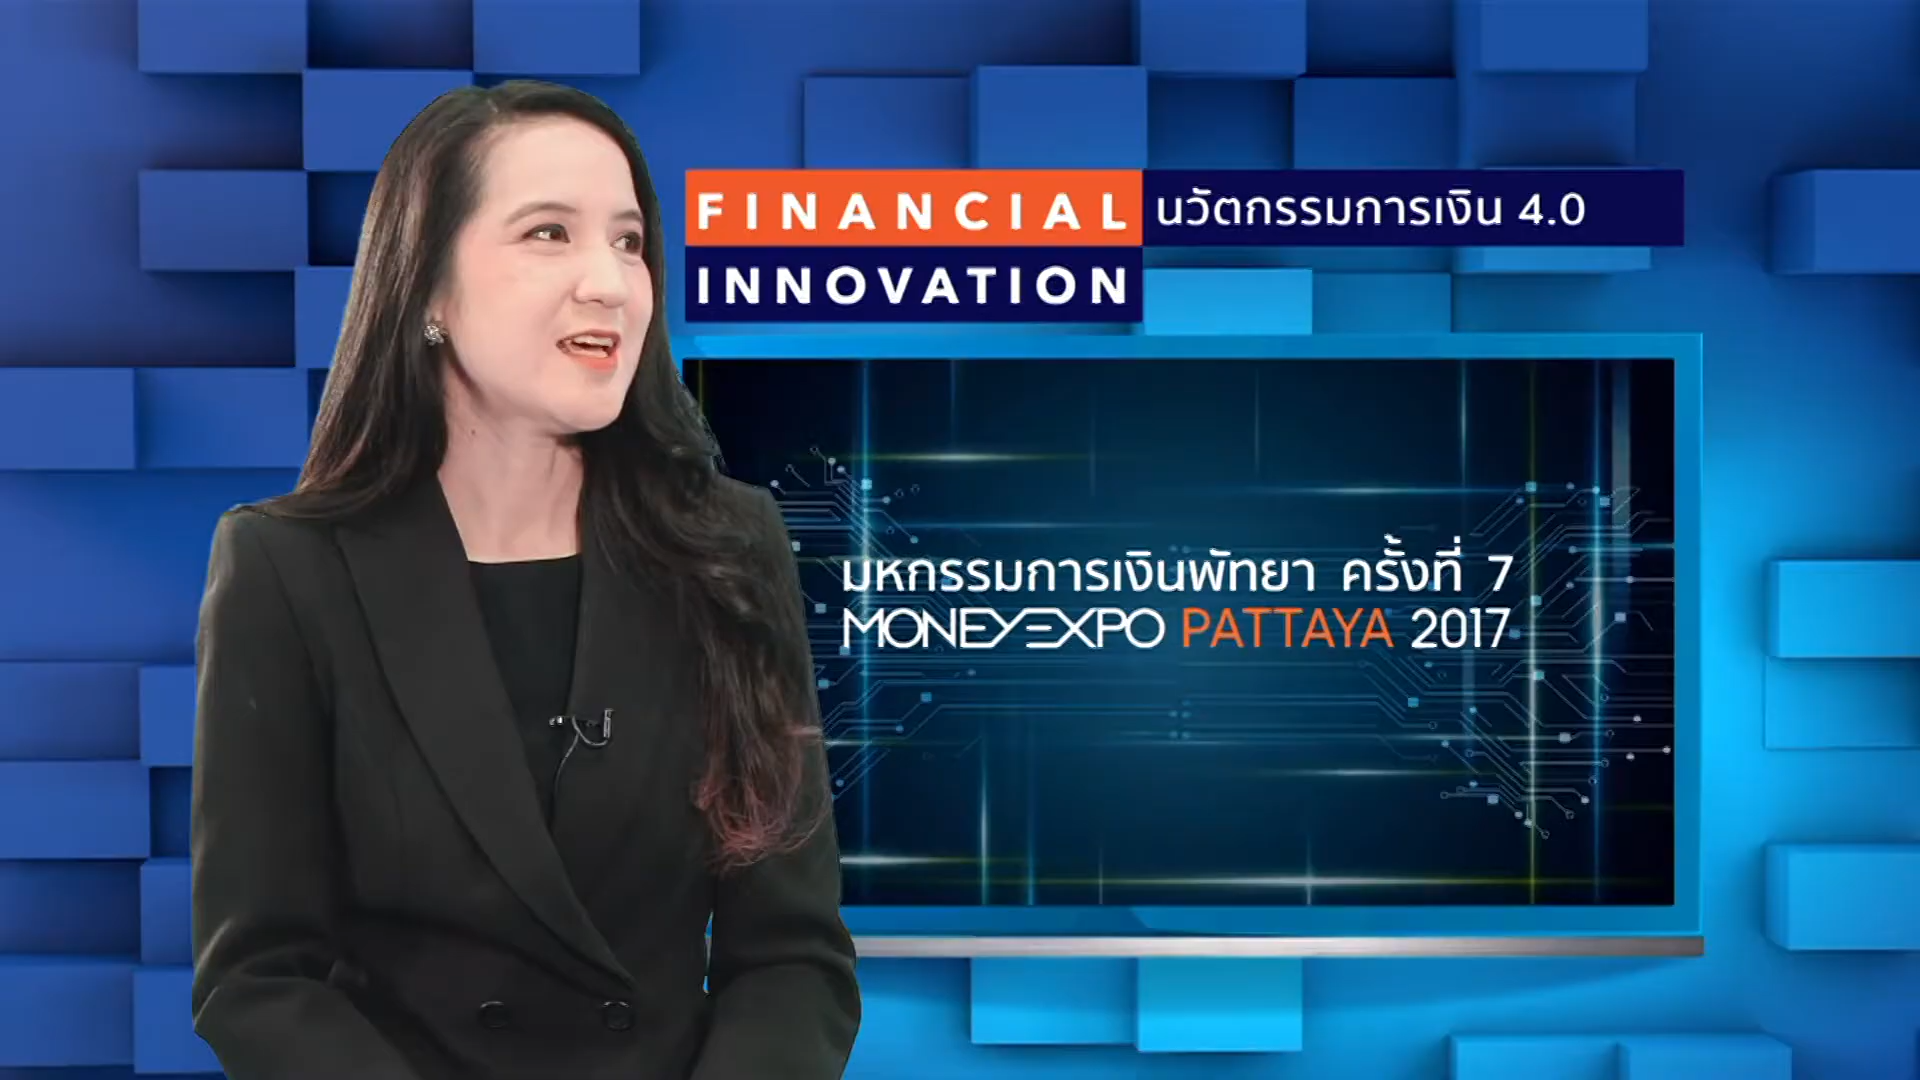 FINANCIAL นวัตกรรมการเงิน 4.0
INNOVATION
มหกรรมการเงินพัทยา ครั้งที่ 7
MONEY EXPO PATTAYA 2017